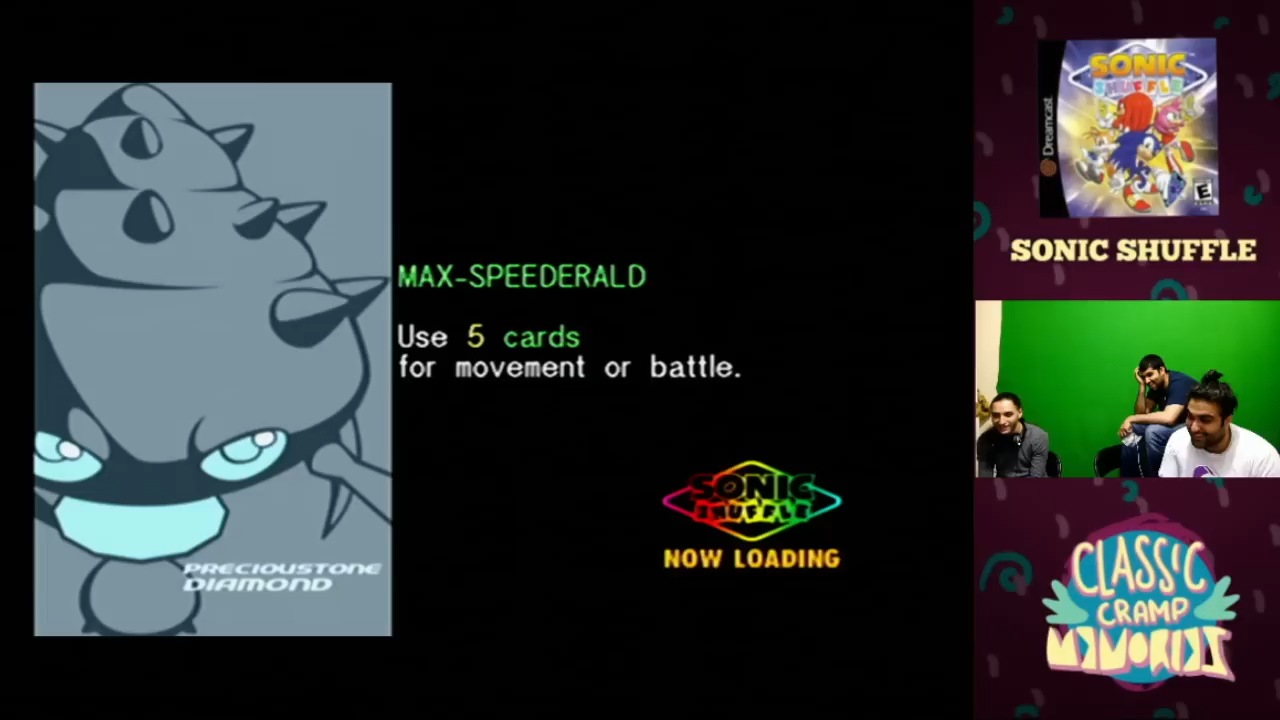 MAX-SPEEDERALD
Use 5 cards
for movement or battle.
PRECIOUSTONE
DIAMOND
SONIC
SHUFFLE
NOW LOADING
SONIC
SHUFFLE
Dreamcast
E
SONIC SHUFFLE
CLASSIC
CRAMP
MEMORIES